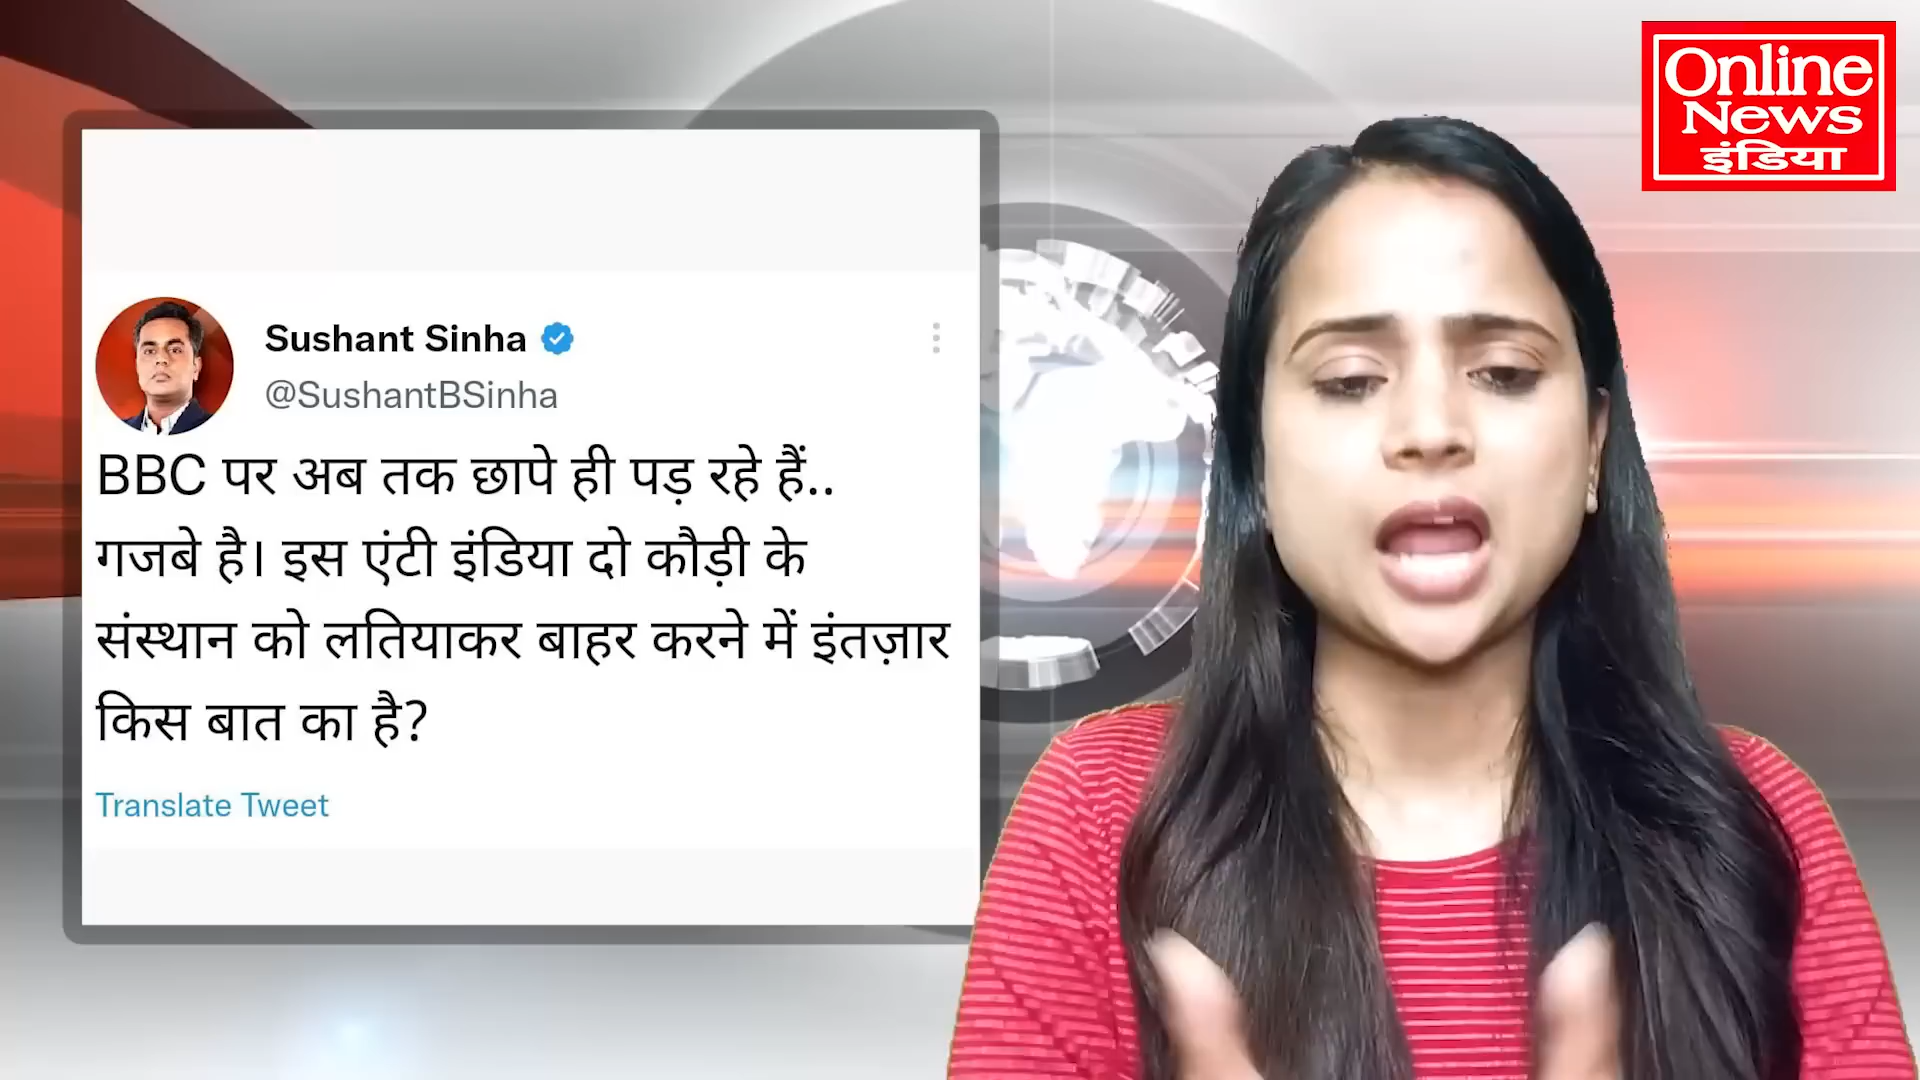 Online
News
इंडिया
Sushant Sinha
@SushantBSinha
BBC पर अब तक छापे ही पड़ रहे हैं..
गजबे है। इस एंटी इंडिया दो कौड़ी के
संस्थान को लतियाकर बाहर करने में इंतज़ार
किस बात का है?
Translate Tweet